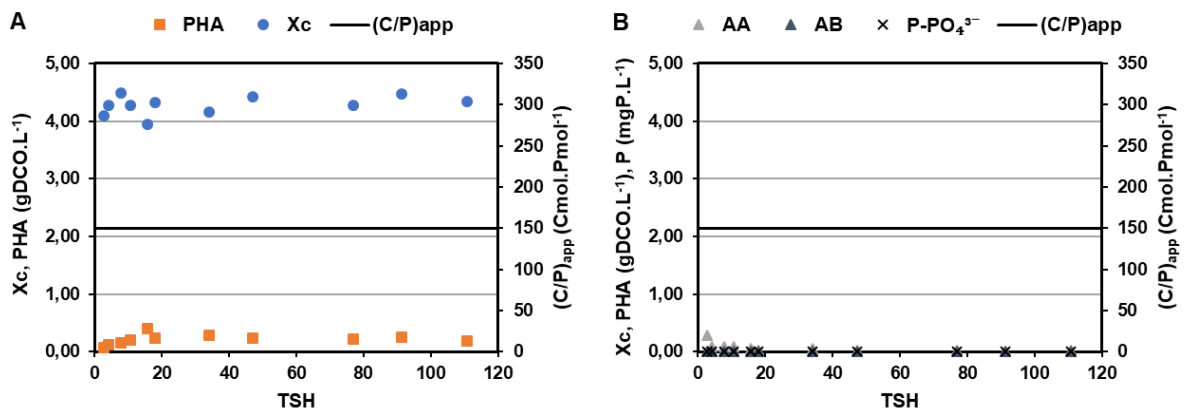 A
PHA Xc (C/P)app
Xc, PHA (gDCO.L⁻¹)
5,00
4,00
3,00
2,00
1,00
0,00
350
300
250
200
150
100
50
0
(C/P)app (Cmol.Pmol⁻¹)
0 20 40 60 80 100 120
TSH
B
AA AB P-PO₄³⁻ (C/P)app
Xc, PHA (gDCO.L⁻¹), P (mgP.L⁻¹)
5,00
4,00
3,00
2,00
1,00
0,00
350
300
250
200
150
100
50
0
(C/P)app (Cmol.Pmol⁻¹)
0 20 40 60 80 100 120
TSH